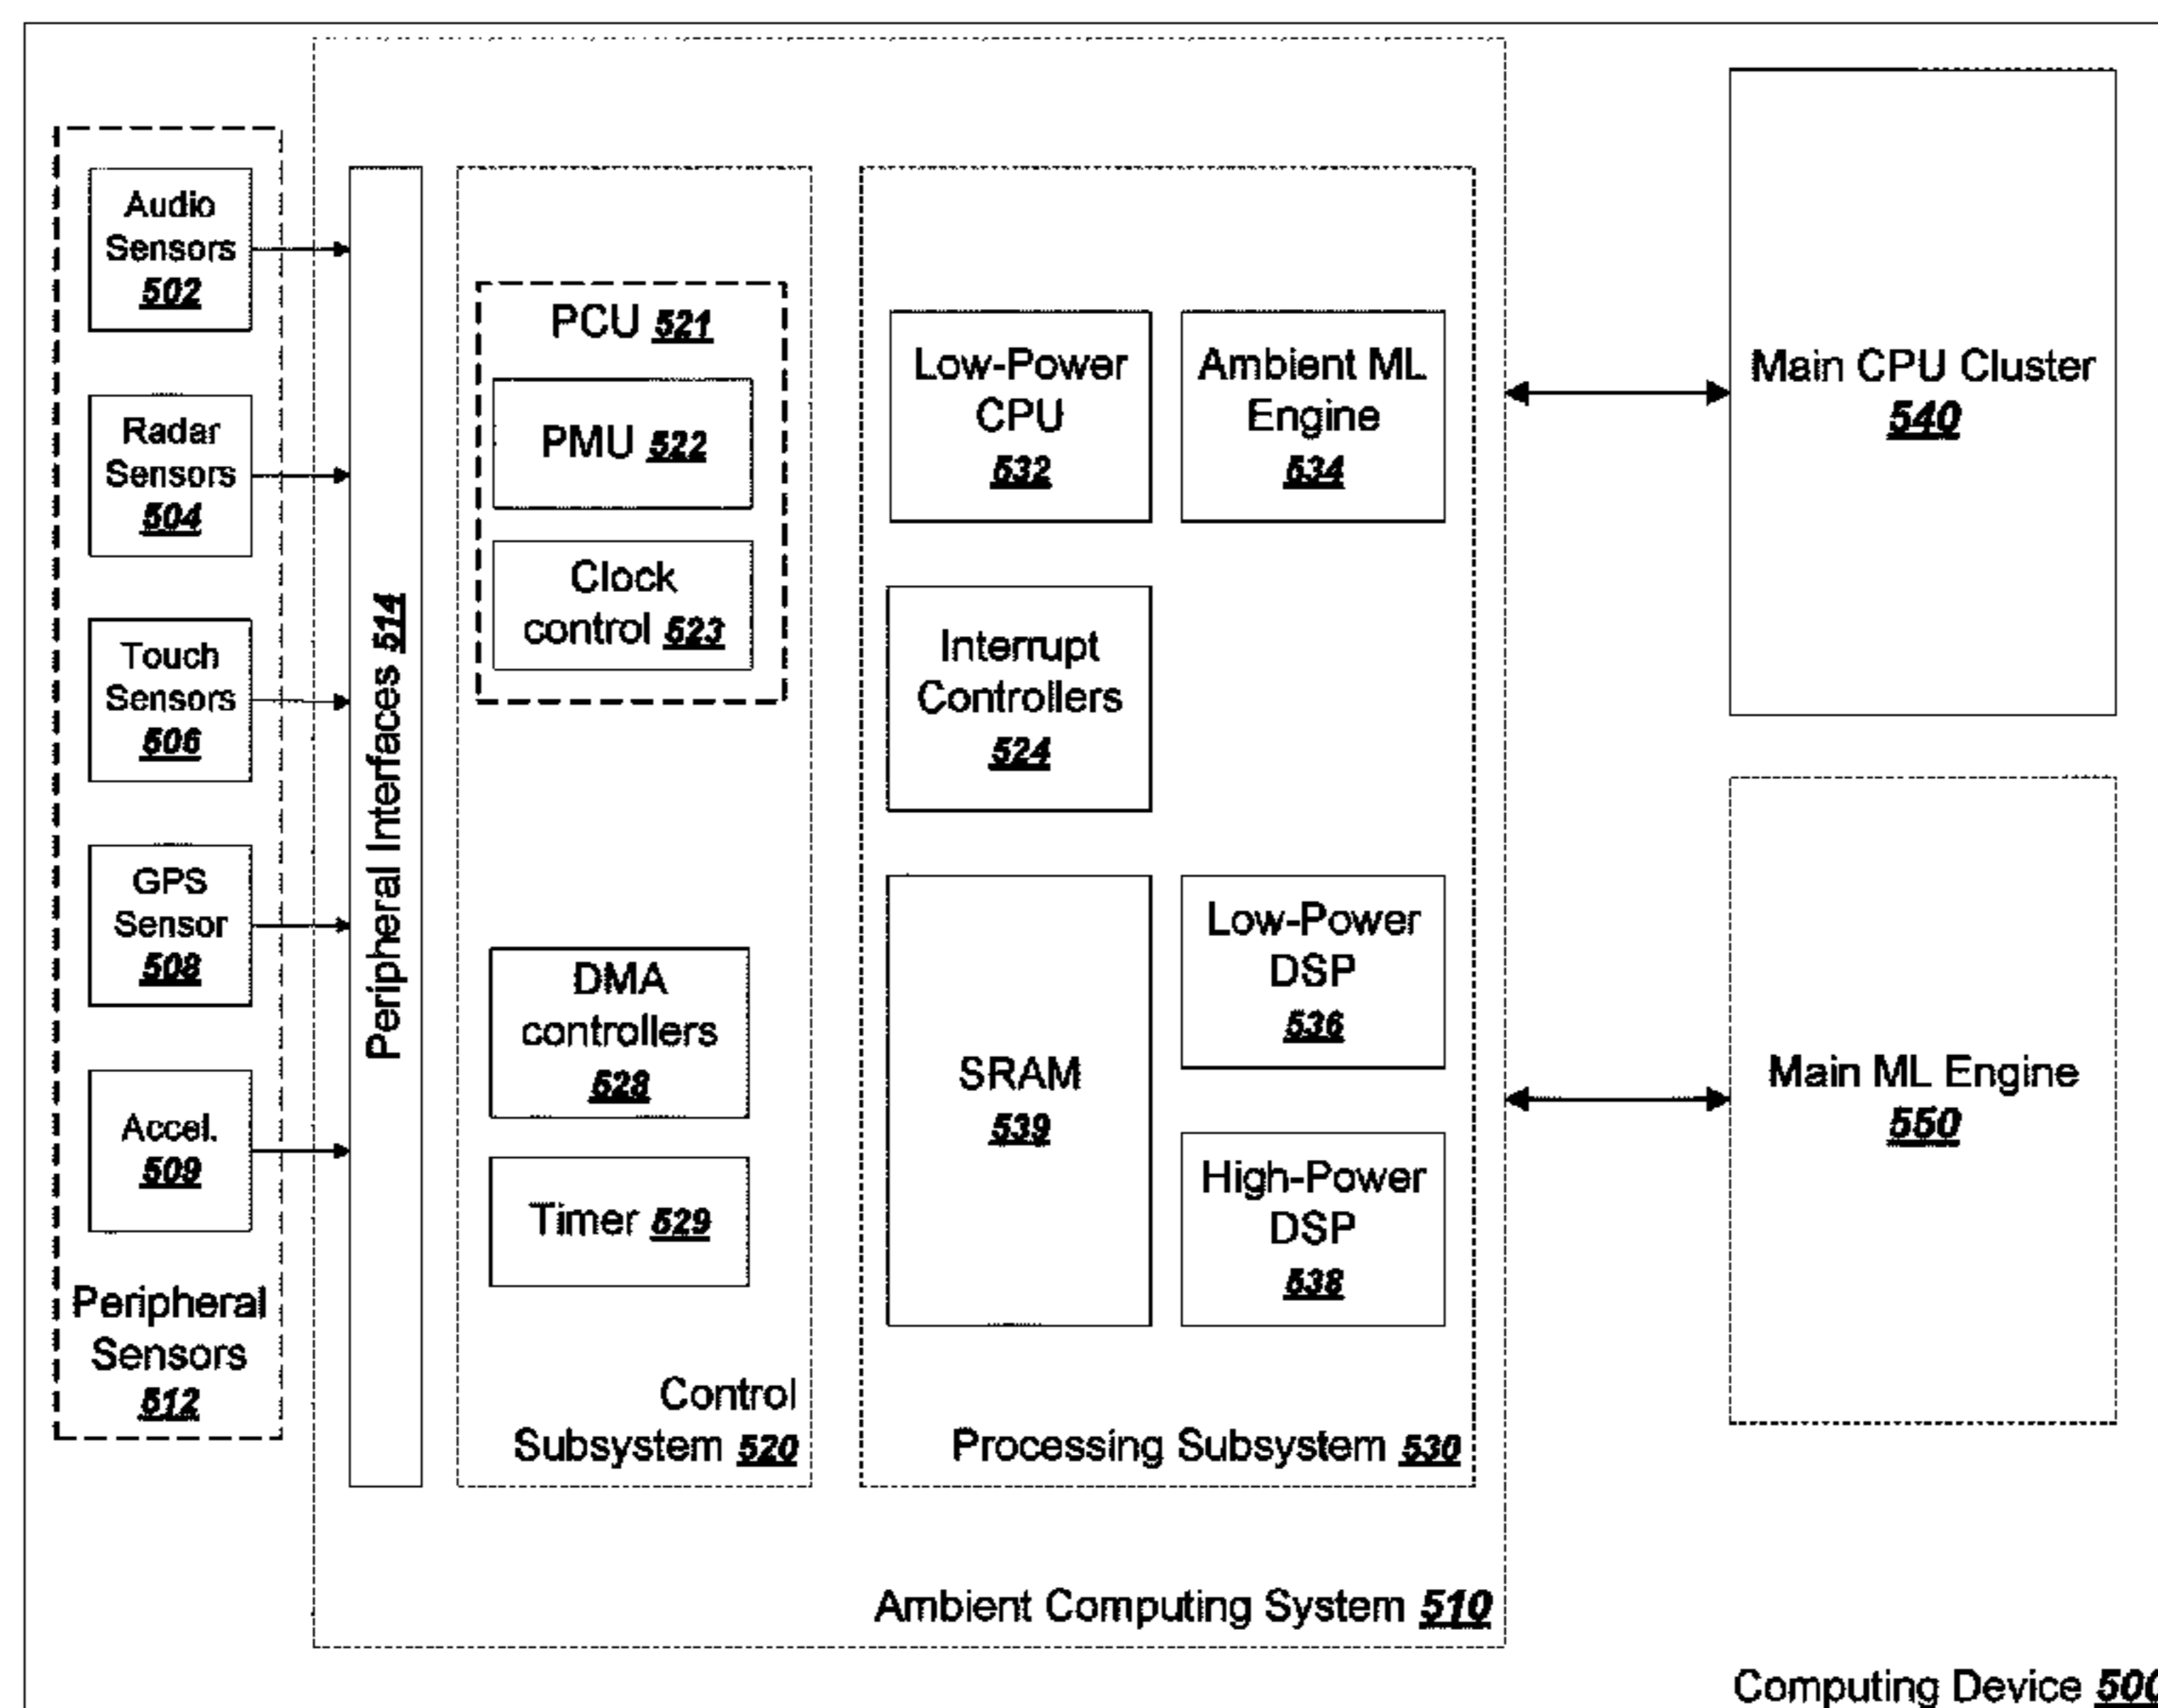 Audio
Sensors
502
Radar
Sensors
504
Touch
Sensors
506
GPS
Sensor
508
Accel.
509
Peripheral
Sensors
512
Peripheral Interfaces 514
PCU 521
PMU 522
Clock
control 523
DMA
controllers
528
Timer 529
Control
Subsystem 520
Low-Power
CPU
532
Ambient ML
Engine
534
Interrupt
Controllers
524
SRAM
539
Low-Power
DSP
536
High-Power
DSP
538
Processing Subsystem 530
Ambient Computing System 510
Main CPU Cluster
540
Main ML Engine
550
Computing Device 500